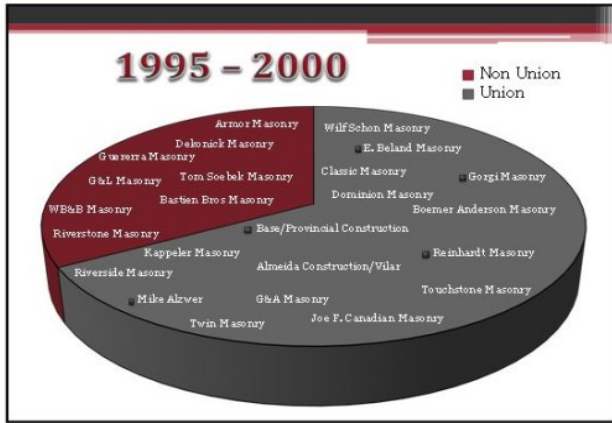 1995 – 2000
Non Union
Union
Armor Masonry
Dekonick Masonry
Guererra Masonry
G&L Masonry
Tom Soebek Masonry
Bastien Bros Masonry
WB&B Masonry
Riverstone Masonry
Wilf Schon Masonry
E. Beland Masonry
Classic Masonry
Gorgi Masonry
Dominion Masonry
Boemer Anderson Masonry
Base/Provincial Construction
Kappeler Masonry
Reinhardt Masonry
Almeida Construction/Vilar
Riverside Masonry
Touchstone Masonry
Mike Alzwer
G&A Masonry
Twin Masonry
Joe F. Canadian Masonry